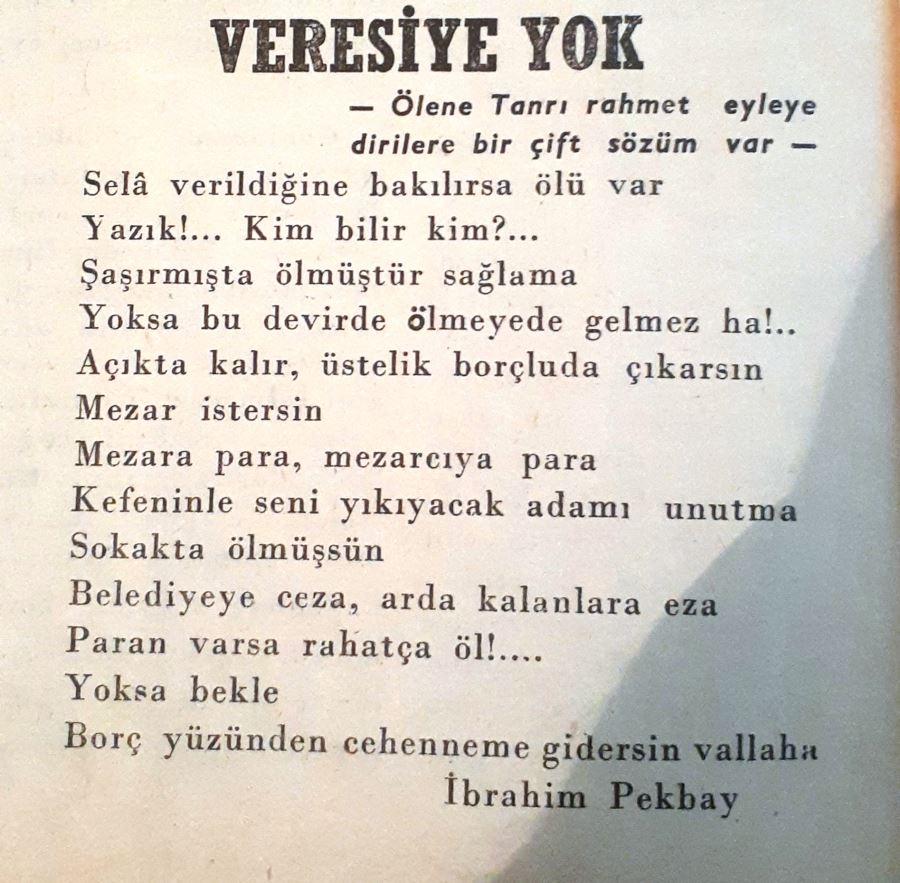 VERESİYE YOK
— Ölene Tanrı rahmet eyleye
dirilere bir çift sözüm var —
Selâ verildiğine bakılırsa ölü var
Yazık!... Kim bilir kim?...
Şaşırmışta ölmüştür sağlama
Yoksa bu devirde ölmeyede gelmez ha!..
Açıkta kalır, üstelik borçluda çıkarsın
Mezar istersin
Mezara para, mezarcıya para
Kefeninle seni yıkıyacak adamı unutma
Sokakta ölmüşsün
Belediyeye ceza, arda kalanlara eza
Paran varsa rahatça öl!....
Yoksa bekle
Borç yüzünden cehenneme gidersin vallaha
İbrahim Pekbay